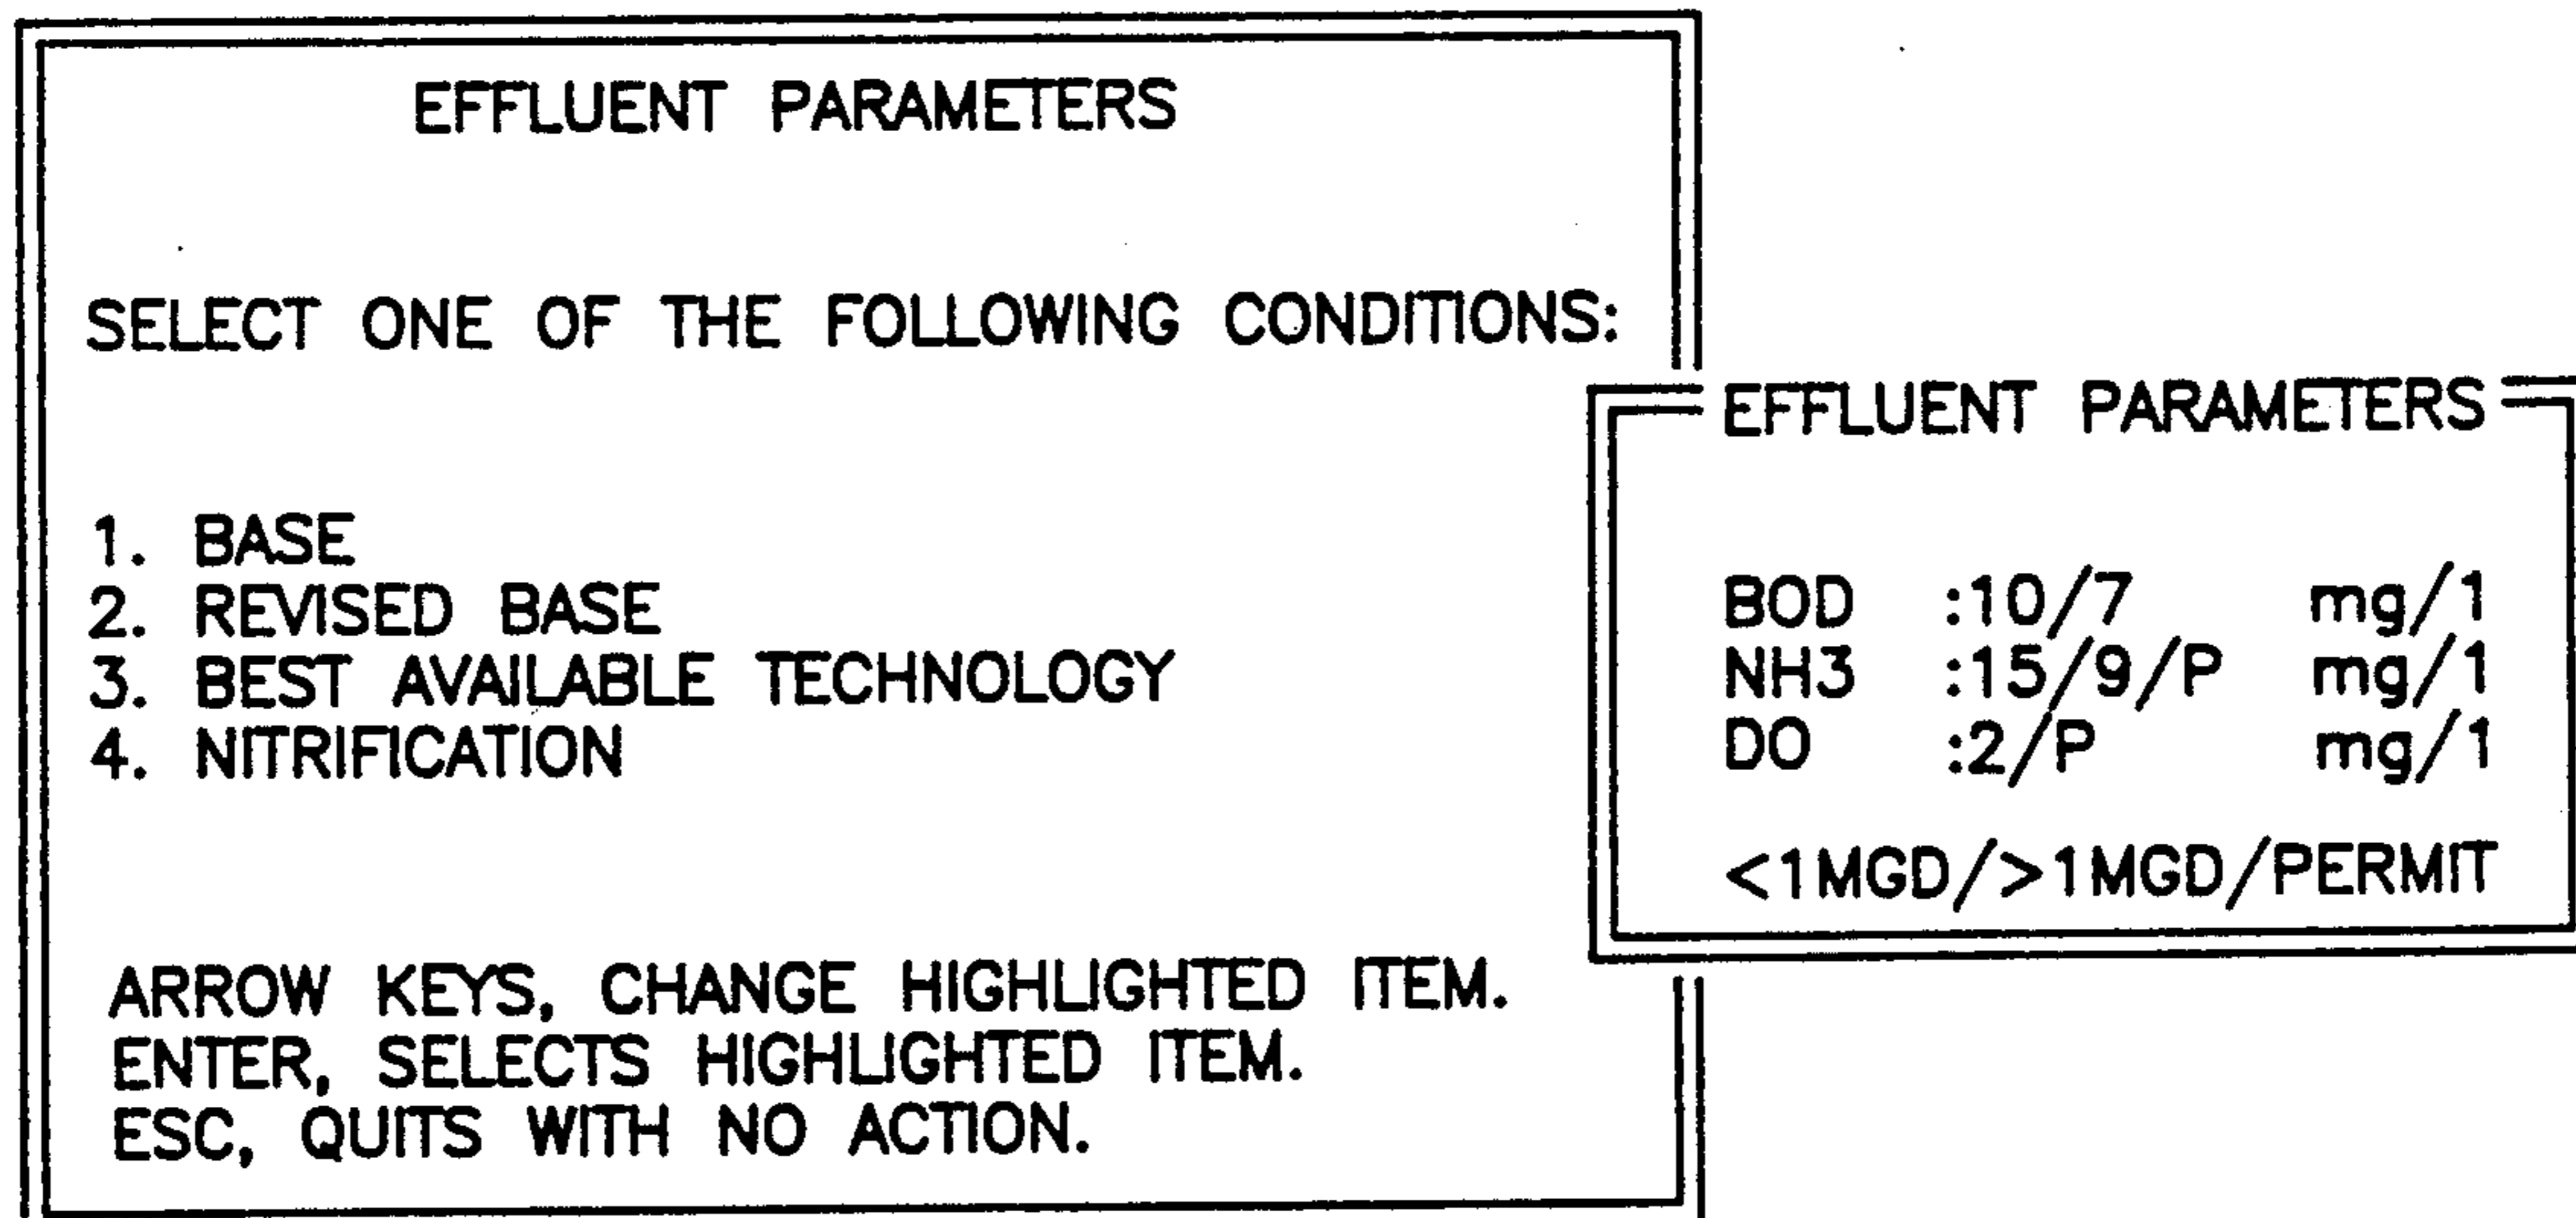 EFFLUENT PARAMETERS
SELECT ONE OF THE FOLLOWING CONDITIONS:
1. BASE
2. REVISED BASE
3. BEST AVAILABLE TECHNOLOGY
4. NITRIFICATION
ARROW KEYS, CHANGE HIGHLIGHTED ITEM.
ENTER, SELECTS HIGHLIGHTED ITEM.
ESC, QUITS WITH NO ACTION.
EFFLUENT PARAMETERS
BOD :10/7 mg/1
NH3 :15/9/P mg/1
DO :2/P mg/1
<1MGD/>1MGD/PERMIT